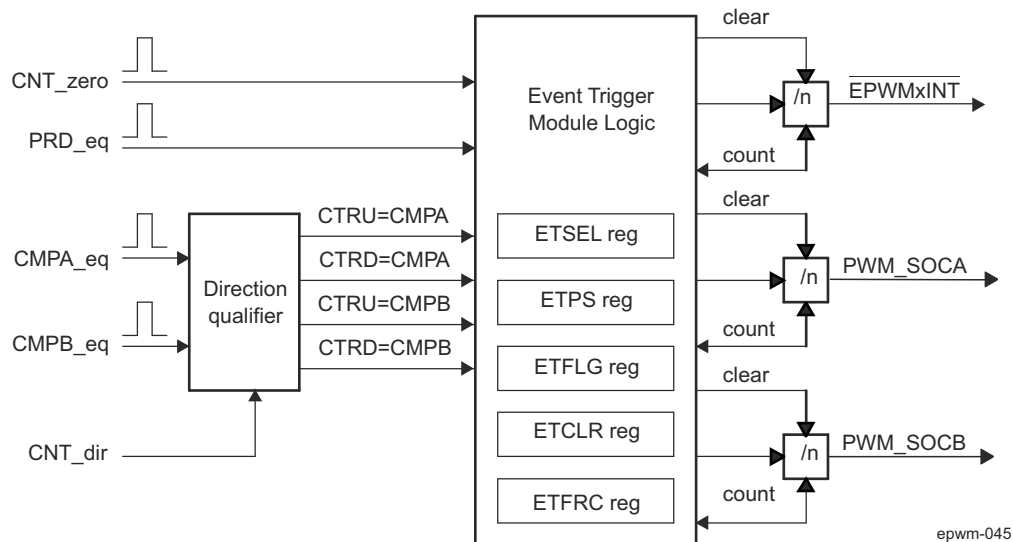 clear
CNT_zero
Event Trigger
Module Logic
/n
EPWMxINT
PRD_eq
count
clear
CTRU=CMPA
ETSEL reg
CMPA_eq
CTRD=CMPA
/n
PWM_SOCA
Direction
qualifier
CTRU=CMPB
ETPS reg
CMPB_eq
CTRD=CMPB
count
ETFLG reg
clear
ETCLR reg
CNT_dir
/n
PWM_SOCB
count
ETFRC reg
epwm-045